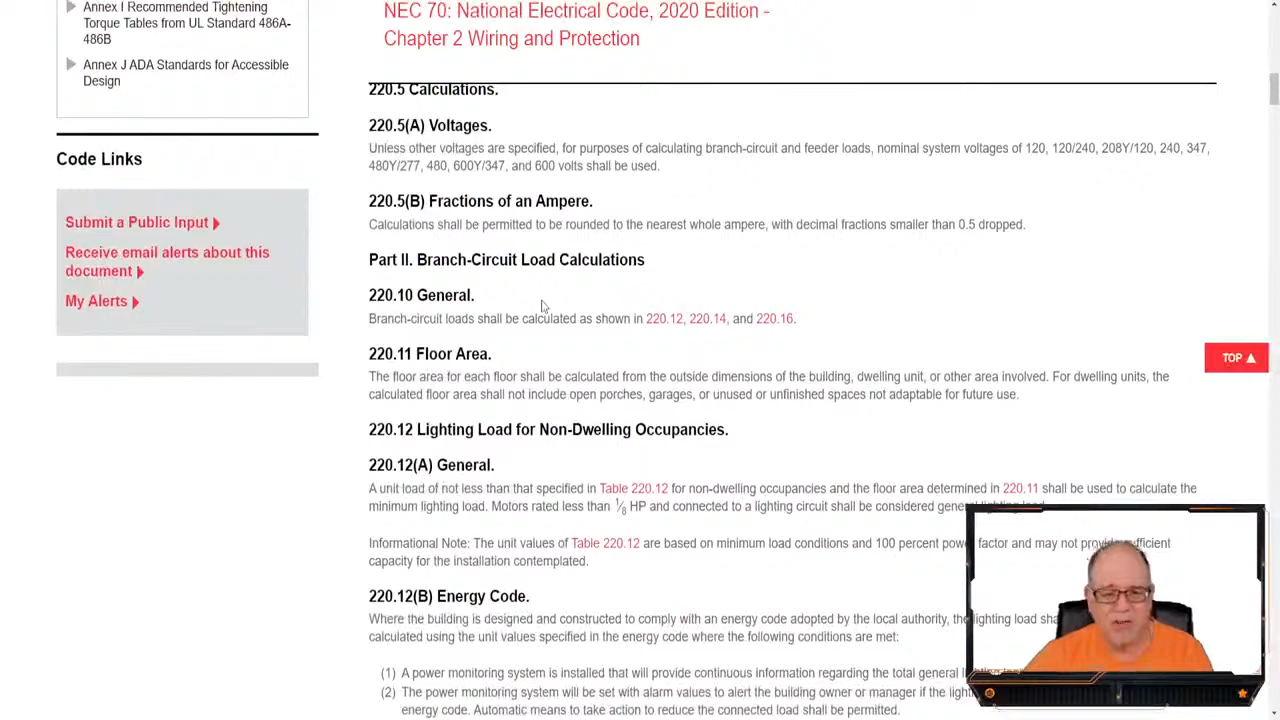 Annex I Recommended Tightening
Torque Tables from UL Standard 486A-
486B
Annex J ADA Standards for Accessible
Design
Code Links
Submit a Public Input
Receive email alerts about this
document
My Alerts
NEC 70: National Electrical Code, 2020 Edition -
Chapter 2 Wiring and Protection
220.5 Calculations.
220.5(A) Voltages.
Unless other voltages are specified, for purposes of calculating branch-circuit and feeder loads, nominal system voltages of 120, 120/240, 208Y/120, 240, 347,
480Y/277, 480, 600Y/347, and 600 volts shall be used.
220.5(B) Fractions of an Ampere.
Calculations shall be permitted to be rounded to the nearest whole ampere, with decimal fractions smaller than 0.5 dropped.
Part II. Branch-Circuit Load Calculations
220.10 General.
Branch-circuit loads shall be calculated as shown in 220.12, 220.14, and 220.16.
220.11 Floor Area.
The floor area for each floor shall be calculated from the outside dimensions of the building, dwelling unit, or other area involved. For dwelling units, the
calculated floor area shall not include open porches, garages, or unused or unfinished spaces not adaptable for future use.
TOP
220.12 Lighting Load for Non-Dwelling Occupancies.
220.12(A) General.
A unit load of not less than that specified in Table 220.12 for non-dwelling occupancies and the floor area determined in 220.11 shall be used to calculate the
minimum lighting load. Motors rated less than 1/8 HP and connected to a lighting circuit shall be considered general lighting load.
Informational Note: The unit values of Table 220.12 are based on minimum load conditions and 100 percent power factor and may not provide sufficient
capacity for the installation contemplated.
220.12(B) Energy Code.
Where the building is designed and constructed to comply with an energy code adopted by the local authority, the lighting load
calculated using the unit values specified in the energy code where the following conditions are met:
(1) A power monitoring system is installed that will provide continuous information regarding the total general
(2) The power monitoring system will be set with alarm values to alert the building owner or manager if the
energy code. Automatic means to take action to reduce the connected load shall be permitted.